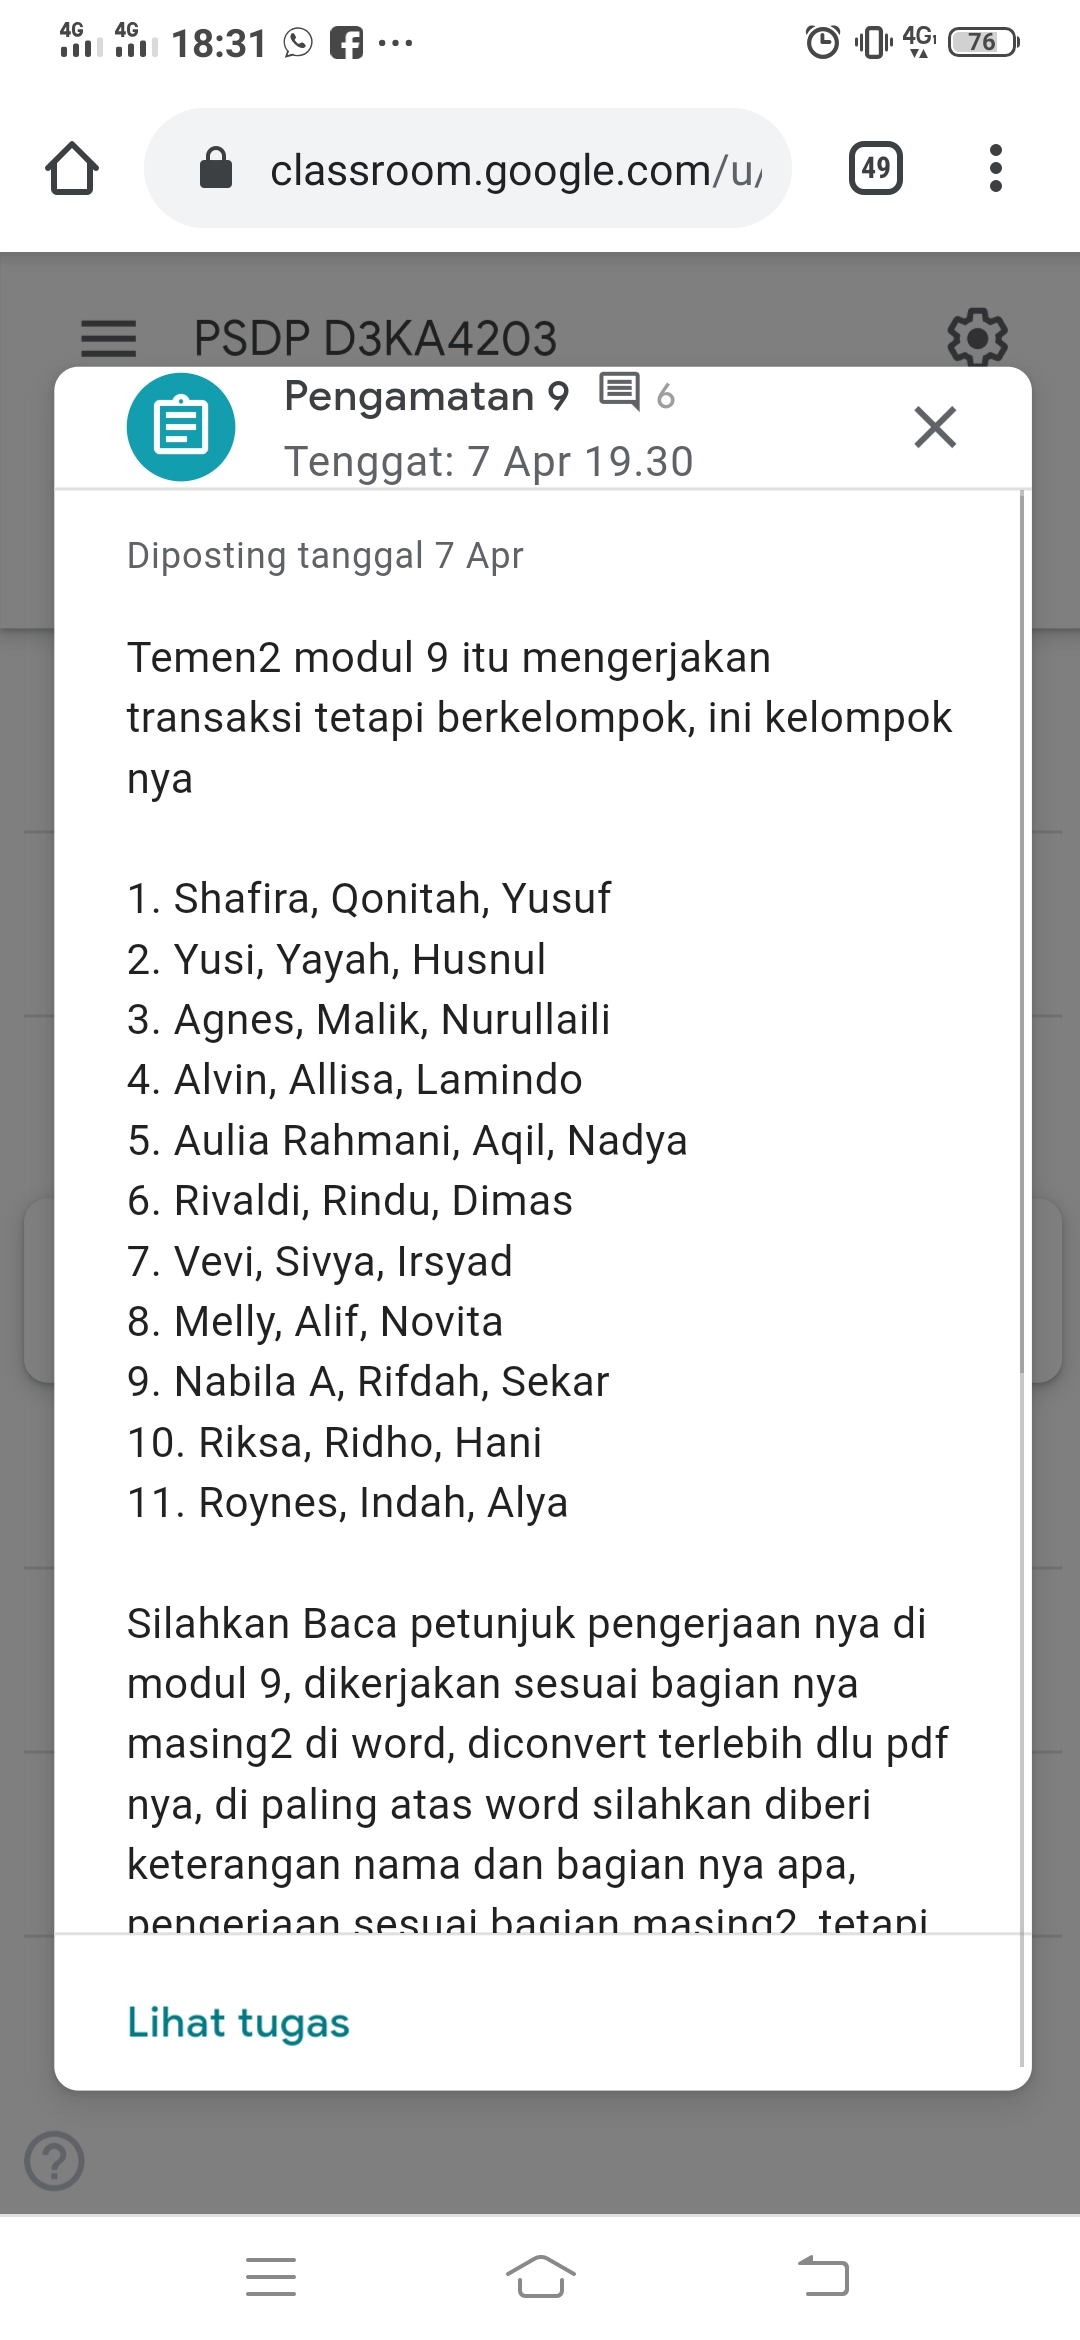 4G 4G 18:31 ... 4G1 76
classroom.google.com/u/ 49
PSDP D3KA4203
Pengamatan 9 6
Tenggat: 7 Apr 19.30
Diposting tanggal 7 Apr
Temen2 modul 9 itu mengerjakan
transaksi tetapi berkelompok, ini kelompok
nya
1. Shafira, Qonitah, Yusuf
2. Yusi, Yayah, Husnul
3. Agnes, Malik, Nurullaili
4. Alvin, Allisa, Lamindo
5. Aulia Rahmani, Aqil, Nadya
6. Rivaldi, Rindu, Dimas
7. Vevi, Sivya, Irsyad
8. Melly, Alif, Novita
9. Nabila A, Rifdah, Sekar
10. Riksa, Ridho, Hani
11. Roynes, Indah, Alya
Silahkan Baca petunjuk pengerjaan nya di
modul 9, dikerjakan sesuai bagian nya
masing2 di word, diconvert terlebih dlu pdf
nya, di paling atas word silahkan diberi
keterangan nama dan bagian nya apa,
pengerjaan sesuai bagian masing2, tetapi
Lihat tugas